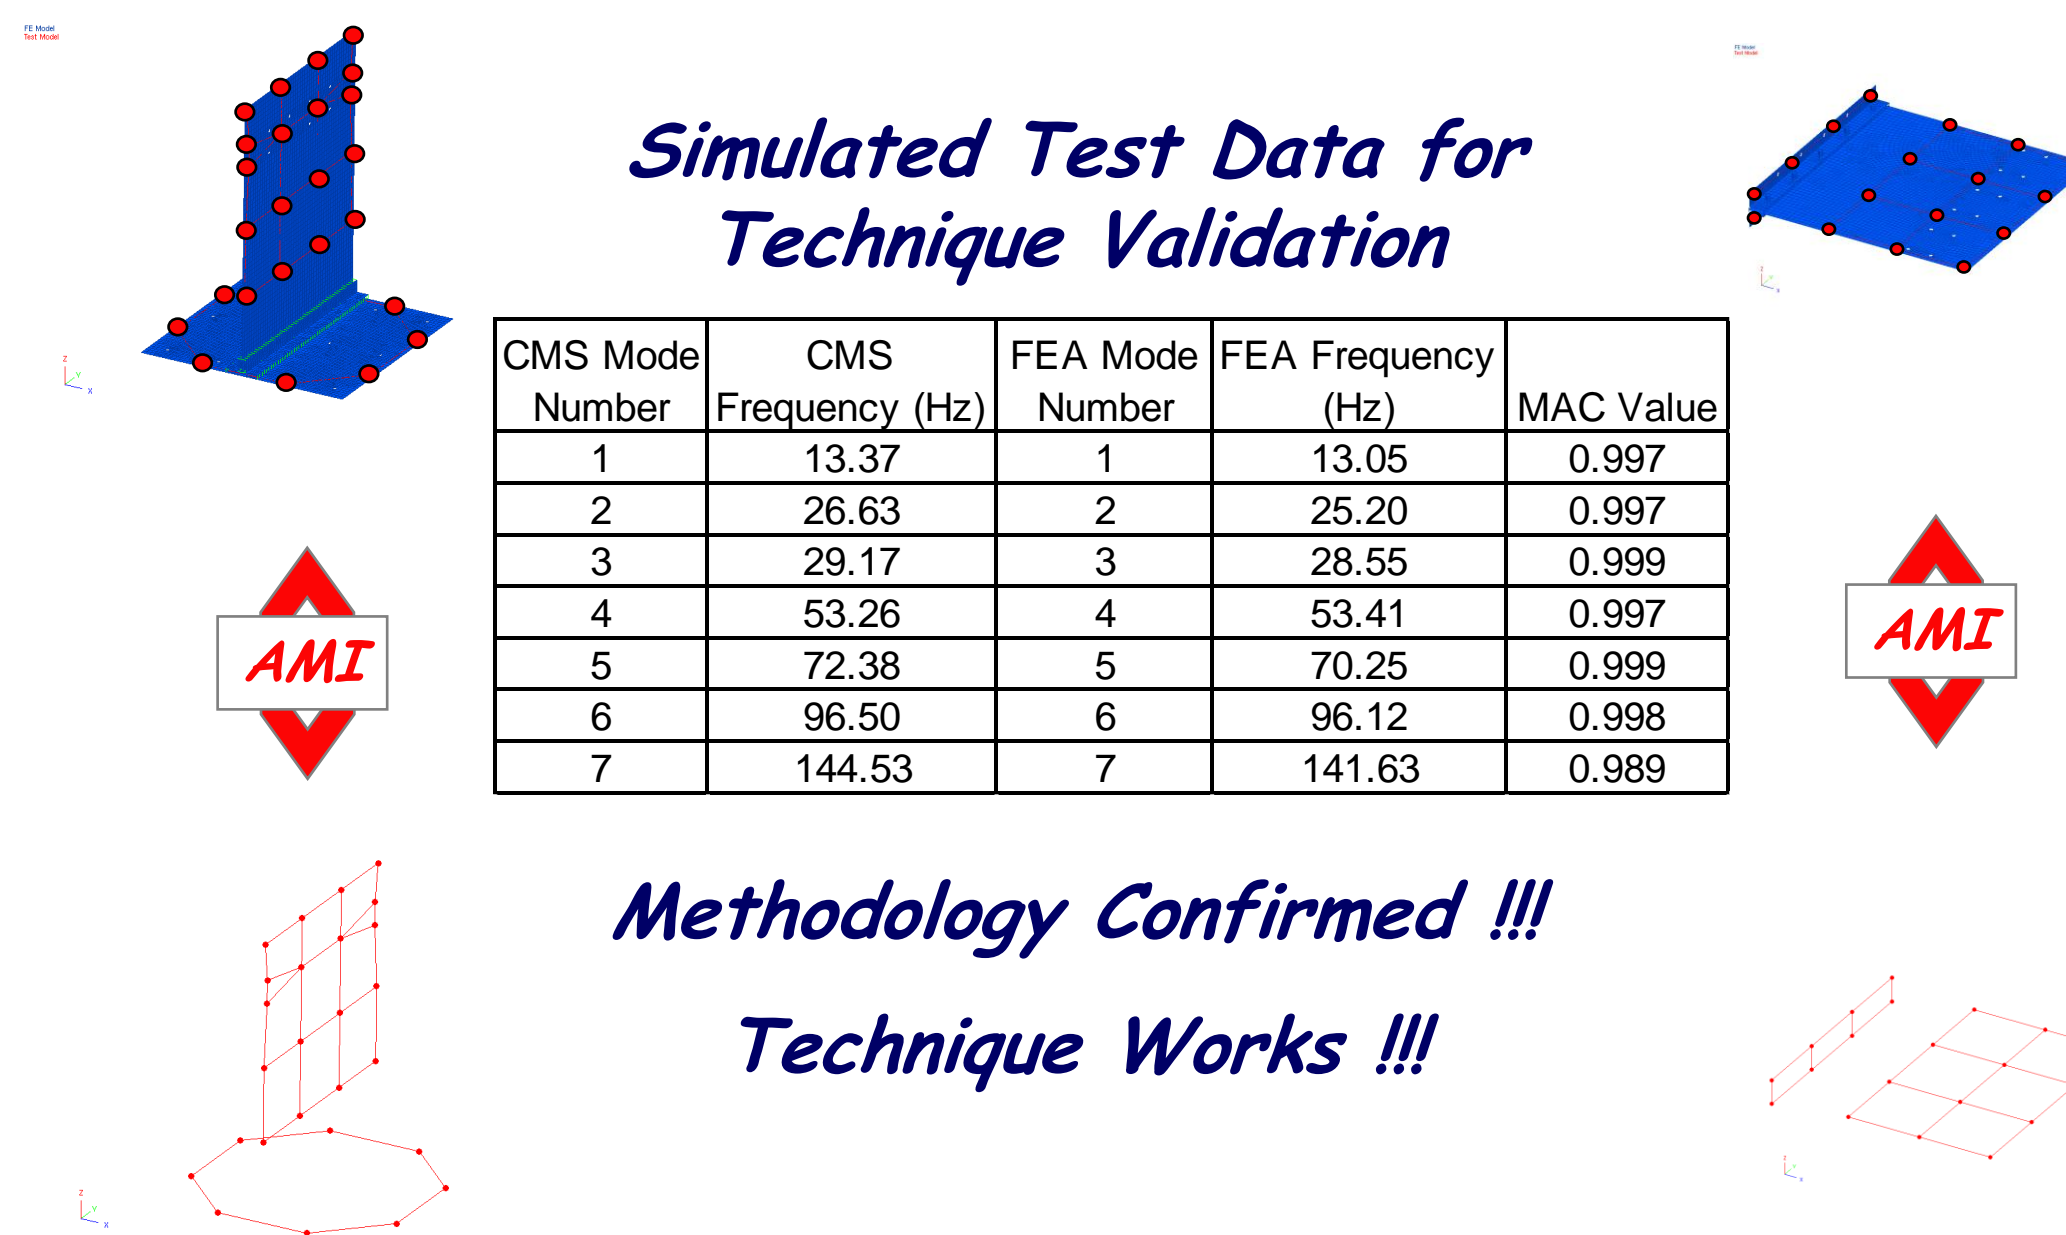 FE Model
Test Model
FE Model
Test Model
Simulated Test Data for
Technique Validation
Z
Y
X
CMS Mode Number CMS Frequency (Hz) FEA Mode Number FEA Frequency (Hz) MAC Value
1 13.37 1 13.05 0.997
2 26.63 2 25.20 0.997
3 29.17 3 28.55 0.999
4 53.26 4 53.41 0.997
5 72.38 5 70.25 0.999
6 96.50 6 96.12 0.998
7 144.53 7 141.63 0.989
AMI
AMI
Methodology Confirmed !!!
Technique Works !!!
Z
Y
X